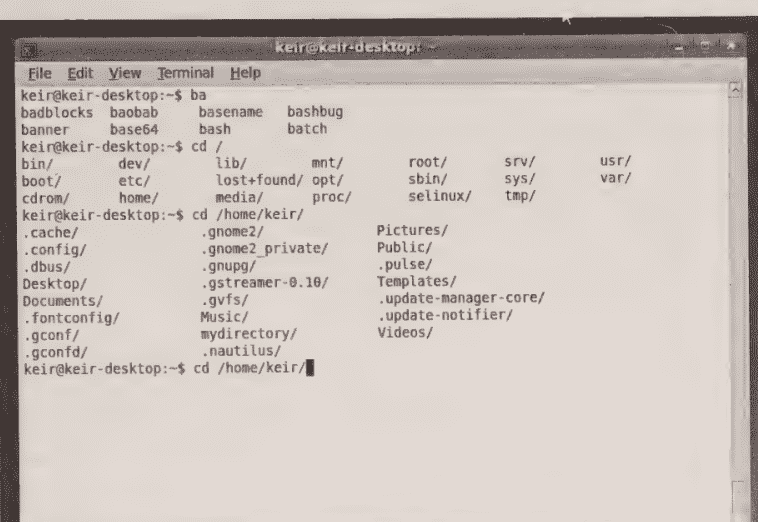 keir@keir-desktop: ~
File Edit View Terminal Help
keir@keir-desktop:~$ ba
badblocks baobab basename bashbug
banner base64 bash batch
keir@keir-desktop:~$ cd /
bin/ dev/ lib/ mnt/ root/ srv/ usr/
boot/ etc/ lost+found/ opt/ sbin/ sys/ var/
cdrom/ home/ media/ proc/ selinux/ tmp/
keir@keir-desktop:~$ cd /home/keir/
.cache/ .gnome2/ Pictures/
.config/ .gnome2_private/ Public/
.dbus/ .gnupg/ .pulse/
Desktop/ .gstreamer-0.10/ Templates/
Documents/ .gvfs/ .update-manager-core/
.fontconfig/ Music/ .update-notifier/
.gconf/ mydirectory/ Videos/
.gconfd/ .nautilus/
keir@keir-desktop:~$ cd /home/keir/